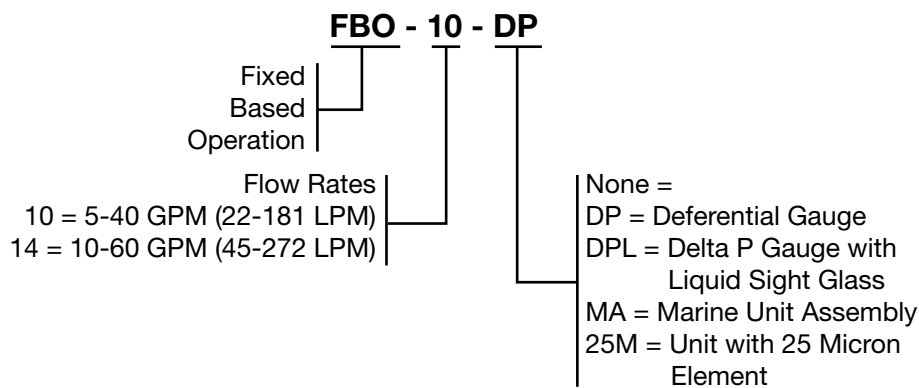 FBO - 10 - DP
Fixed
Based
Operation
Flow Rates
10 = 5-40 GPM (22-181 LPM)
14 = 10-60 GPM (45-272 LPM)
None =
DP = Deferential Gauge
DPL = Delta P Gauge with
Liquid Sight Glass
MA = Marine Unit Assembly
25M = Unit with 25 Micron
Element